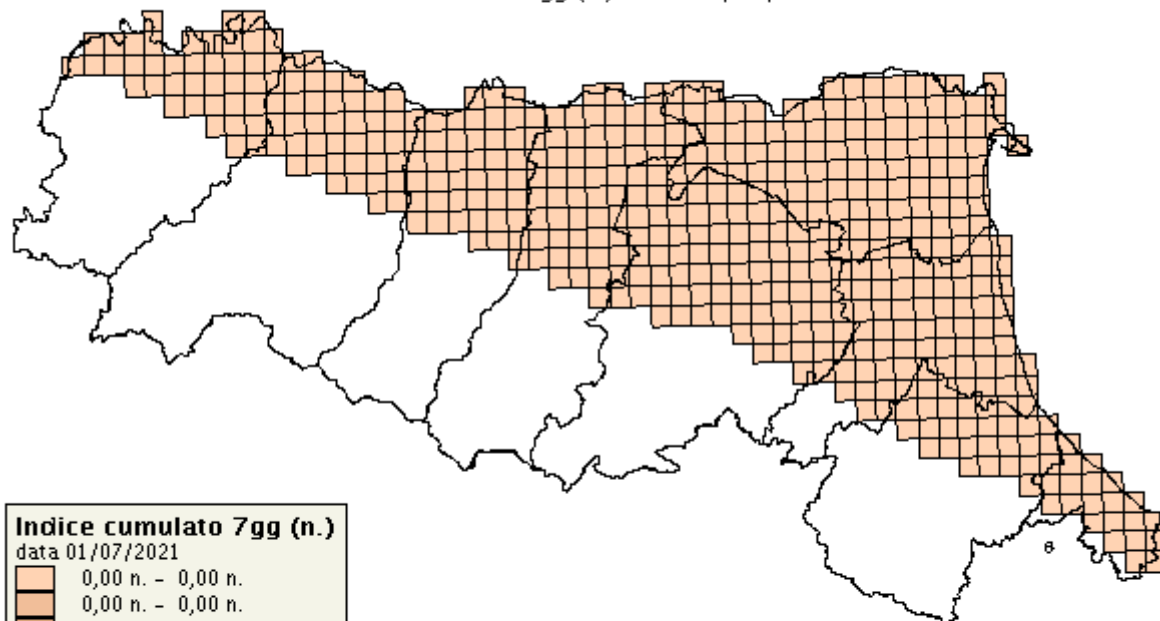 Indice cumulato 7gg (n.)
data 01/07/2021
0,00 n. - 0,00 n.
0,00 n. - 0,00 n.